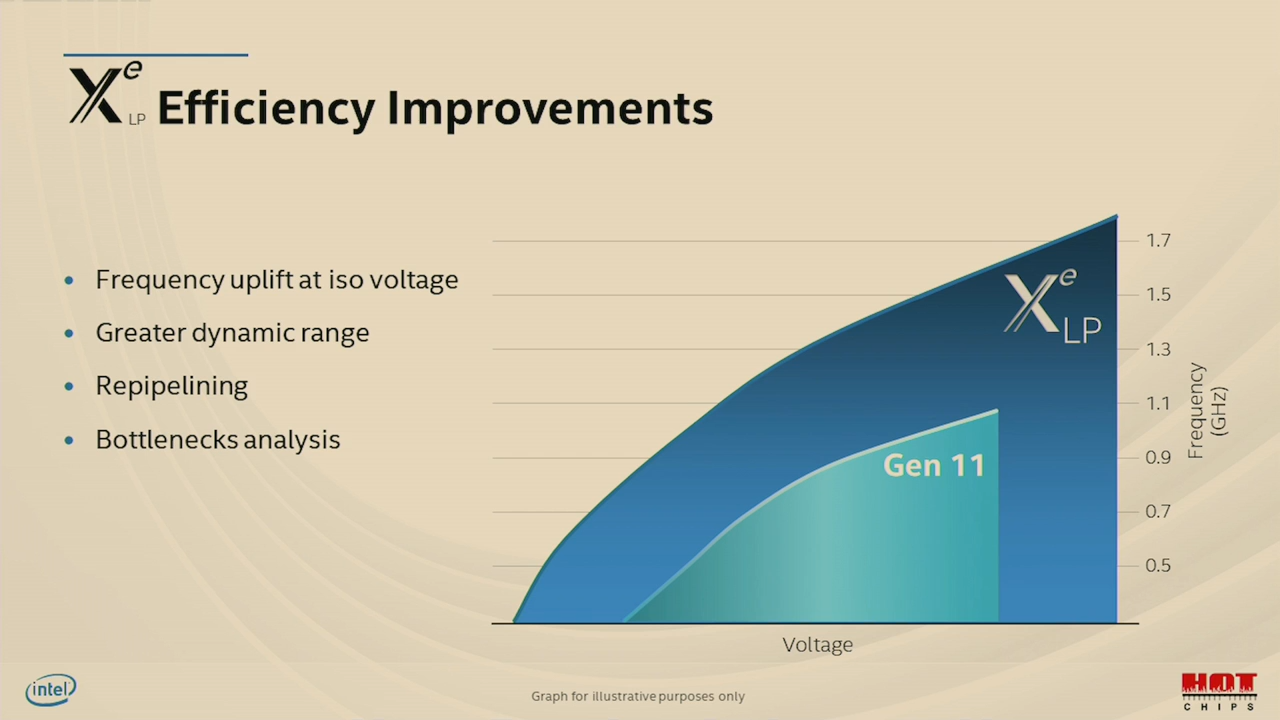 Xe LP Efficiency Improvements
• Frequency uplift at iso voltage
• Greater dynamic range
• Repipelining
• Bottlenecks analysis
1.7
1.5
1.3
1.1
0.9
0.7
0.5
Frequency
(GHz)
Xe LP
Gen 11
Voltage
intel
Graph for illustrative purposes only
HOT
CHIPS